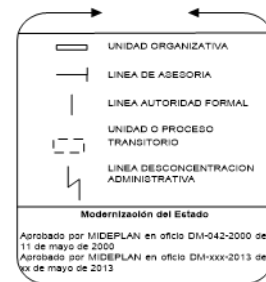 UNIDAD ORGANIZATIVA
LINEA DE ASESORIA
LINEA AUTORIDAD FORMAL
UNIDAD O PROCESO
TRANSITORIO
LINEA DESCONCENTRACION
ADMINISTRATIVA
Modernización del Estado
Aprobado por MIDEPLAN en oficio DM-042-2000 de
11 de mayo de 2000
Aprobado por MIDEPLAN en oficio DM-xxx-2013 de
xx de mayo de 2013